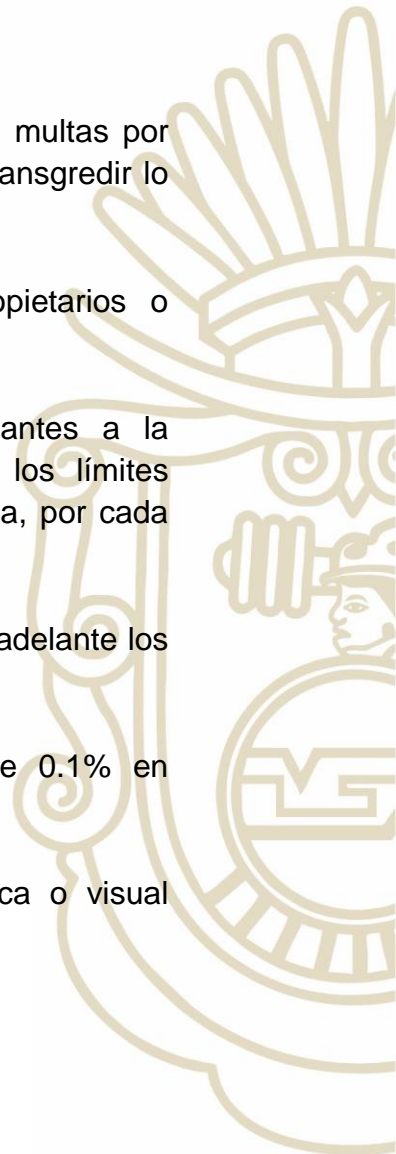 multas por
ansgredir lo
opietarios o
antes a la
los límites
a, por cada
adelante los
e 0.1% en
ca o visual